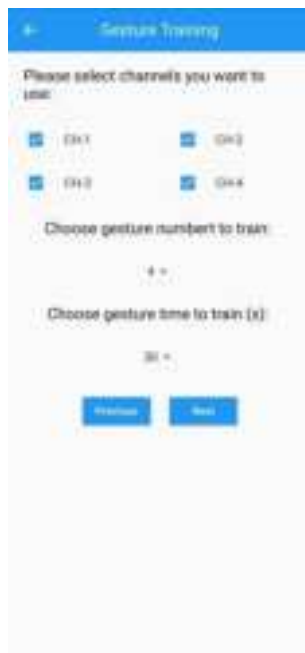 Gesture Training
Please select channels you want to
use:
CH-1 CH-2
CH-3 CH-4
Choose gesture numbert to train:
4
Choose gesture time to train (s):
30
Previous Next